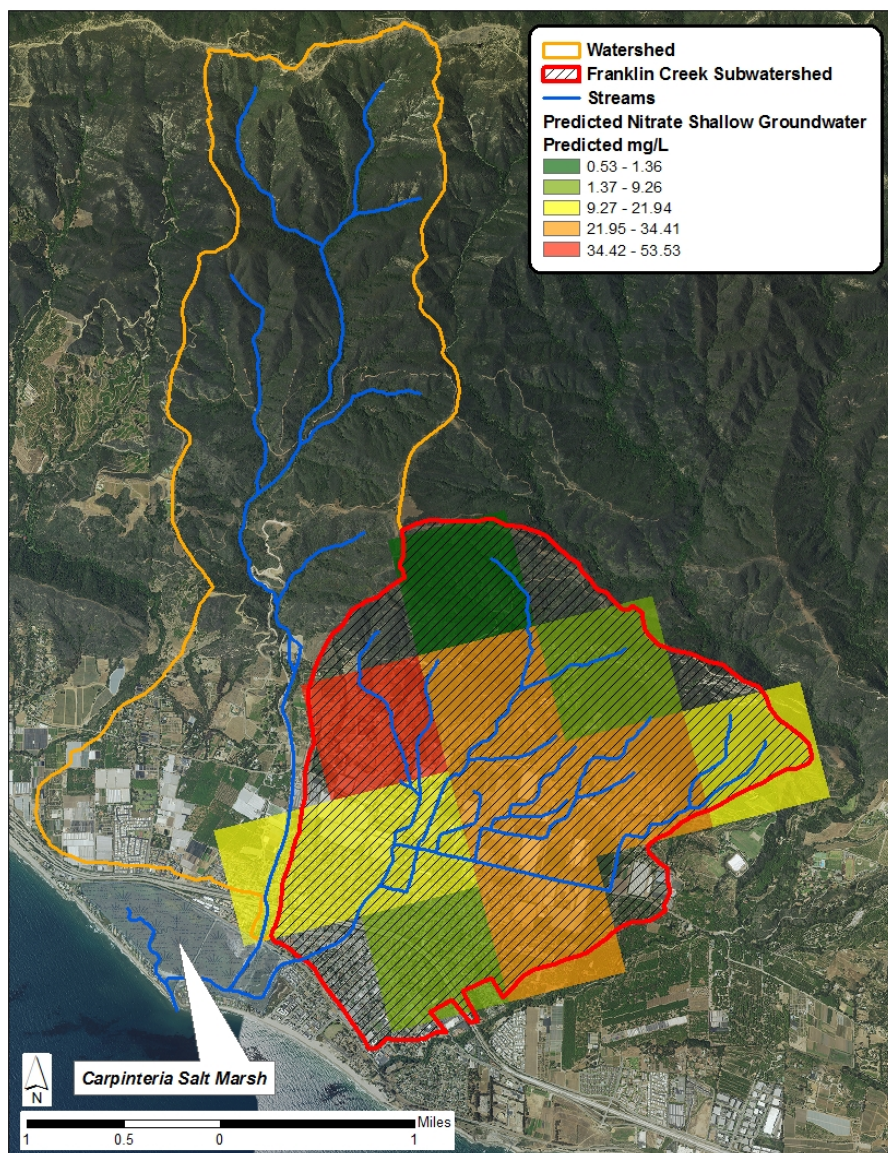 Watershed
Franklin Creek Subwatershed
Streams
Predicted Nitrate Shallow Groundwater
Predicted mg/L
0.53 - 1.36
1.37 - 9.26
9.27 - 21.94
21.95 - 34.41
34.42 - 53.53
Carpinteria Salt Marsh
N
Miles
1 0.5 0 1